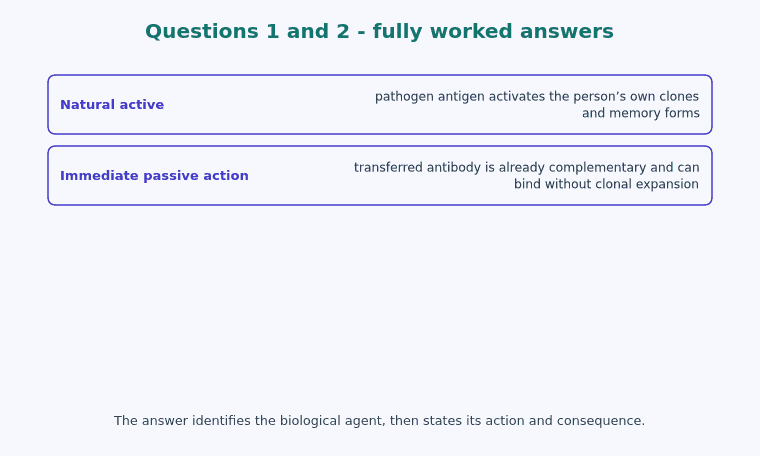 Questions 1 and 2 - fully worked answers
Natural active
pathogen antigen activates the person’s own clones
and memory forms
Immediate passive action
transferred antibody is already complementary and can
bind without clonal expansion
The answer identifies the biological agent, then states its action and consequence.